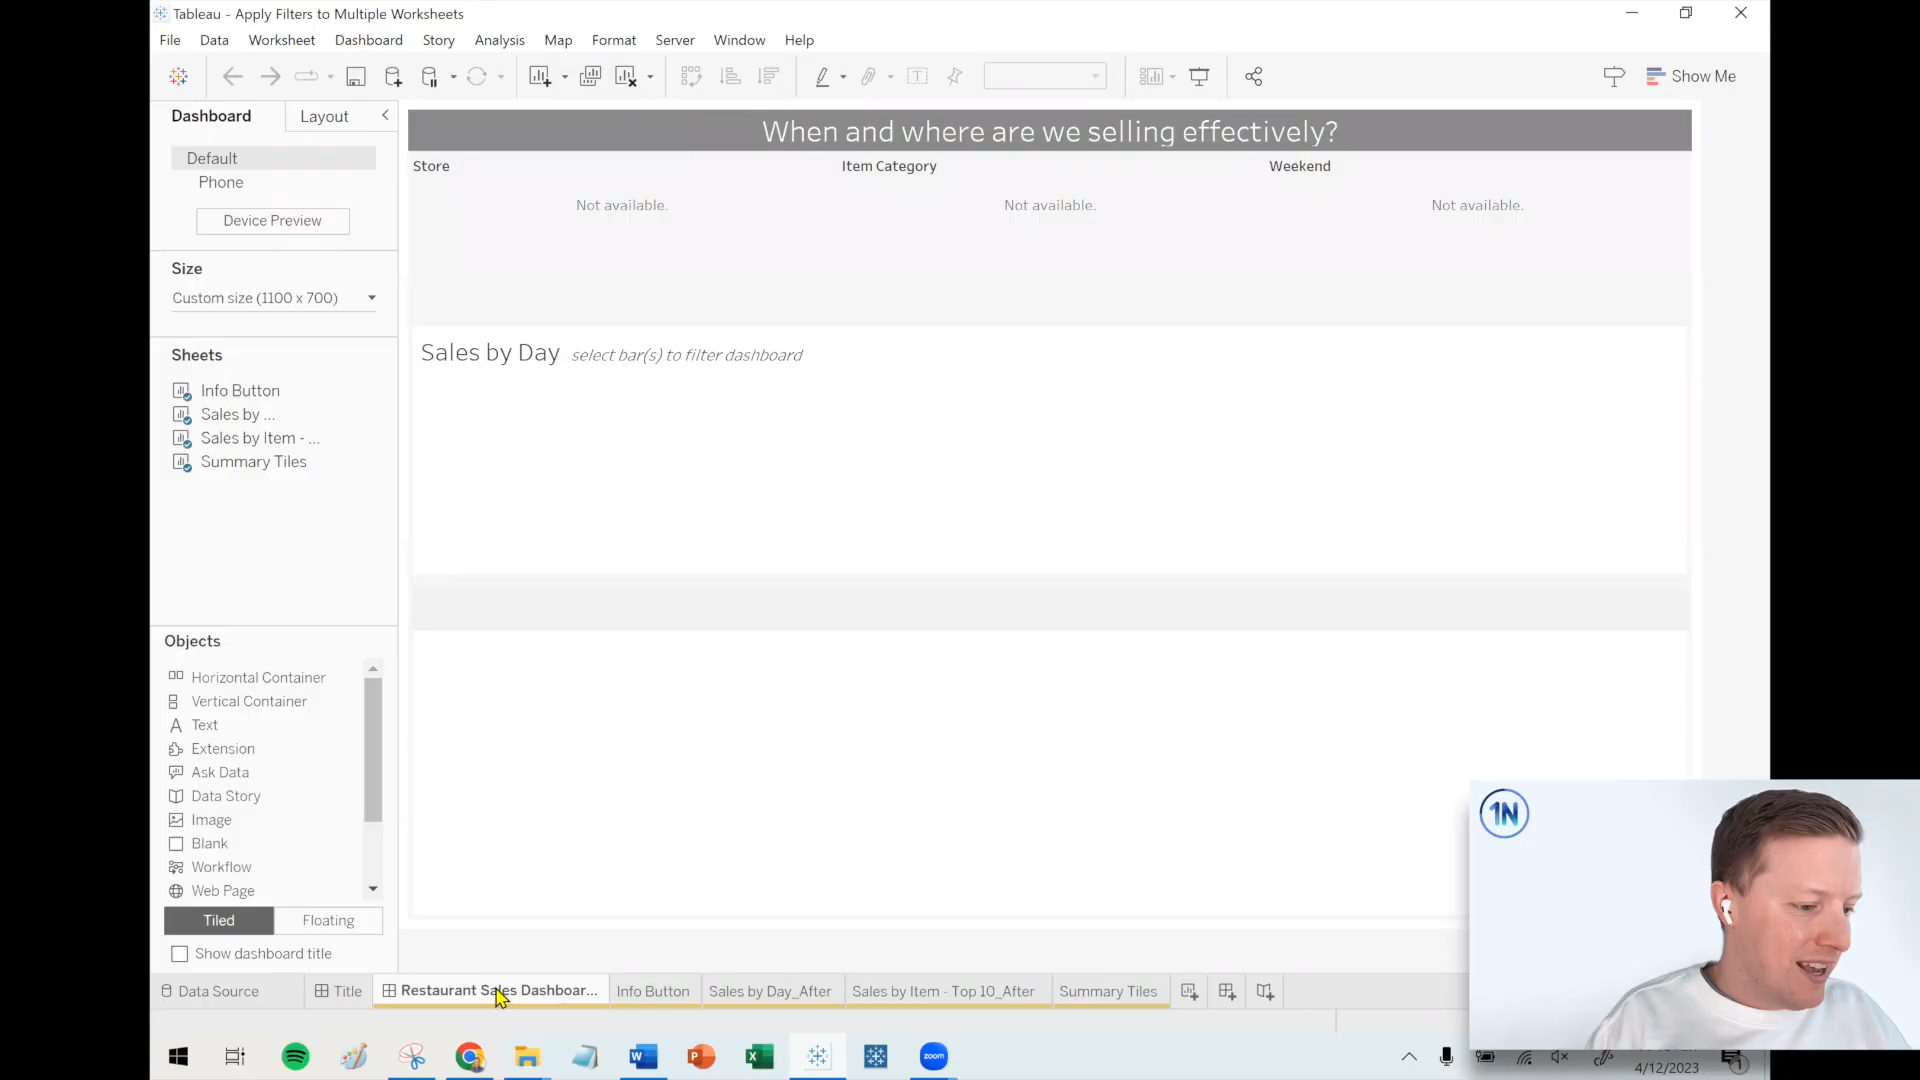 Tableau - Apply Filters to Multiple Worksheets
File Data Worksheet Dashboard Story Analysis Map Format Server Window Help
Show Me
Dashboard Layout
Default
Phone
Device Preview
Size
Custom size (1100 x 700)
Sheets
Info Button
Sales by ...
Sales by Item - ...
Summary Tiles
Objects
Horizontal Container
Vertical Container
Text
Extension
Ask Data
Data Story
Image
Blank
Workflow
Web Page
Tiled Floating
Show dashboard title
When and where are we selling effectively?
Store Item Category Weekend
Not available. Not available. Not available.
Sales by Day select bar(s) to filter dashboard
1N
Data Source Title Restaurant Sales Dashboar... Info Button Sales by Day_After Sales by Item - Top 10_After Summary Tiles
zoom
4/12/2023